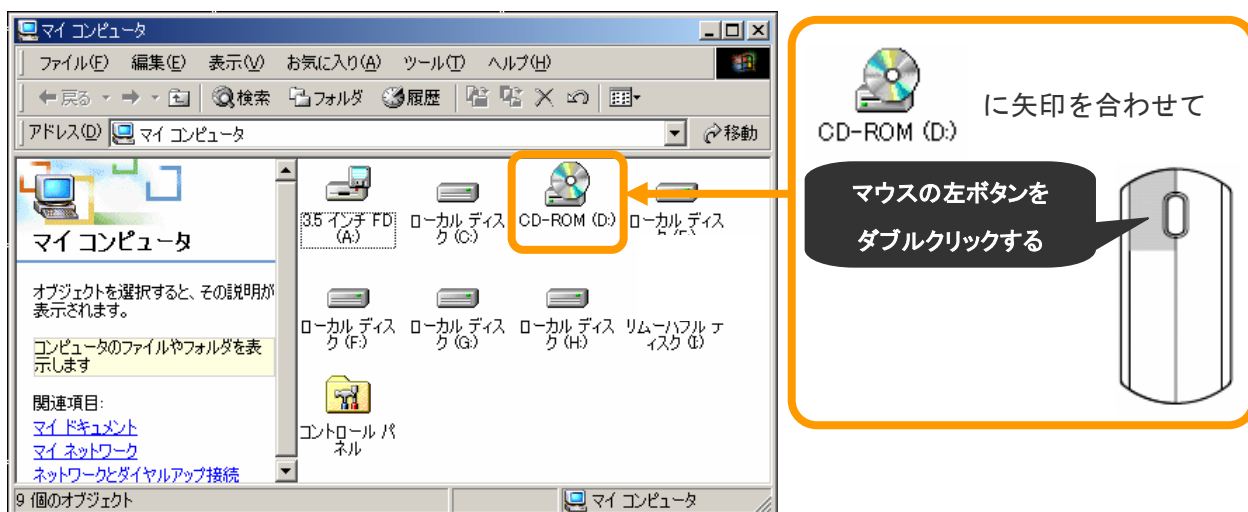 マイ コンピュータ
ファイル(F) 編集(E) 表示(V) お気に入り(A) ツール(T) ヘルプ(H)
戻る 検索 フォルダ 履歴
アドレス(D) マイ コンピュータ 移動
マイ コンピュータ
オブジェクトを選択すると、その説明が
表示されます。
コンピュータのファイルやフォルダを表
示します
関連項目:
マイ ドキュメント
マイ ネットワーク
ネットワークとダイヤルアップ接続
3.5 インチ FD
(A:)
ローカル ディス
ク (C:)
CD-ROM (D:)
ローカル ディス
ローカル ディス
ク (F:)
ローカル ディス
ク (G:)
ローカル ディス
ク (H:)
リムーバブル デ
ィスク (I:)
コントロール パ
ネル
9 個のオブジェクト
マイ コンピュータ
CD-ROM (D:)
に矢印を合わせて
マウスの左ボタンを
ダブルクリックする